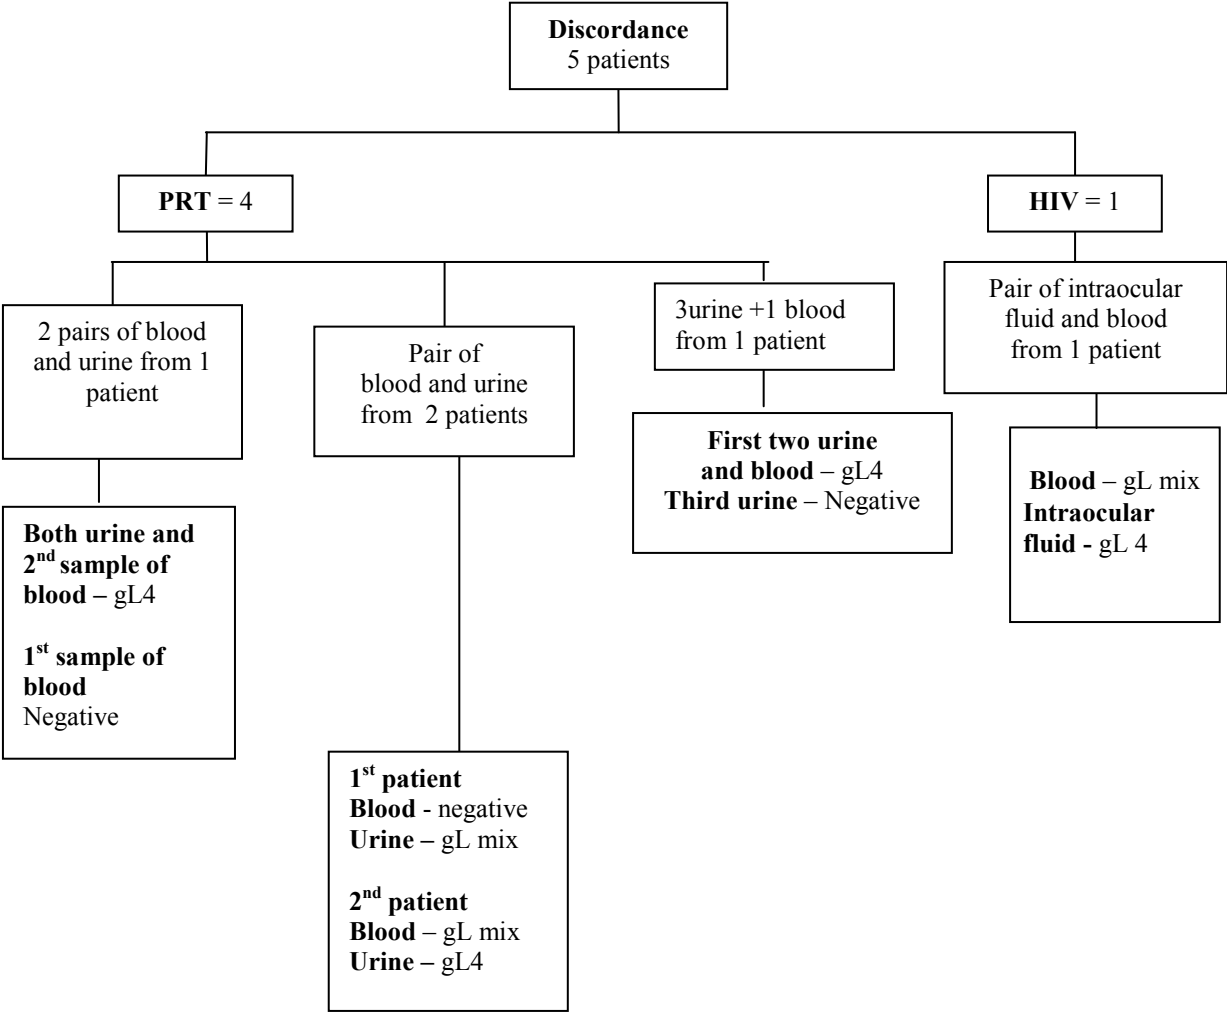 Discordance
5 patients
PRT = 4
HIV = 1
2 pairs of blood
and urine from 1
patient
Pair of
blood and urine
from 2 patients
3urine +1 blood
from 1 patient
Pair of intraocular
fluid and blood
from 1 patient
Both urine and
2nd sample of
blood – gL4
1st sample of
blood
Negative
1st patient
Blood - negative
Urine – gL mix
2nd patient
Blood – gL mix
Urine – gL4
First two urine
and blood – gL4
Third urine – Negative
Blood – gL mix
Intraocular
fluid - gL 4